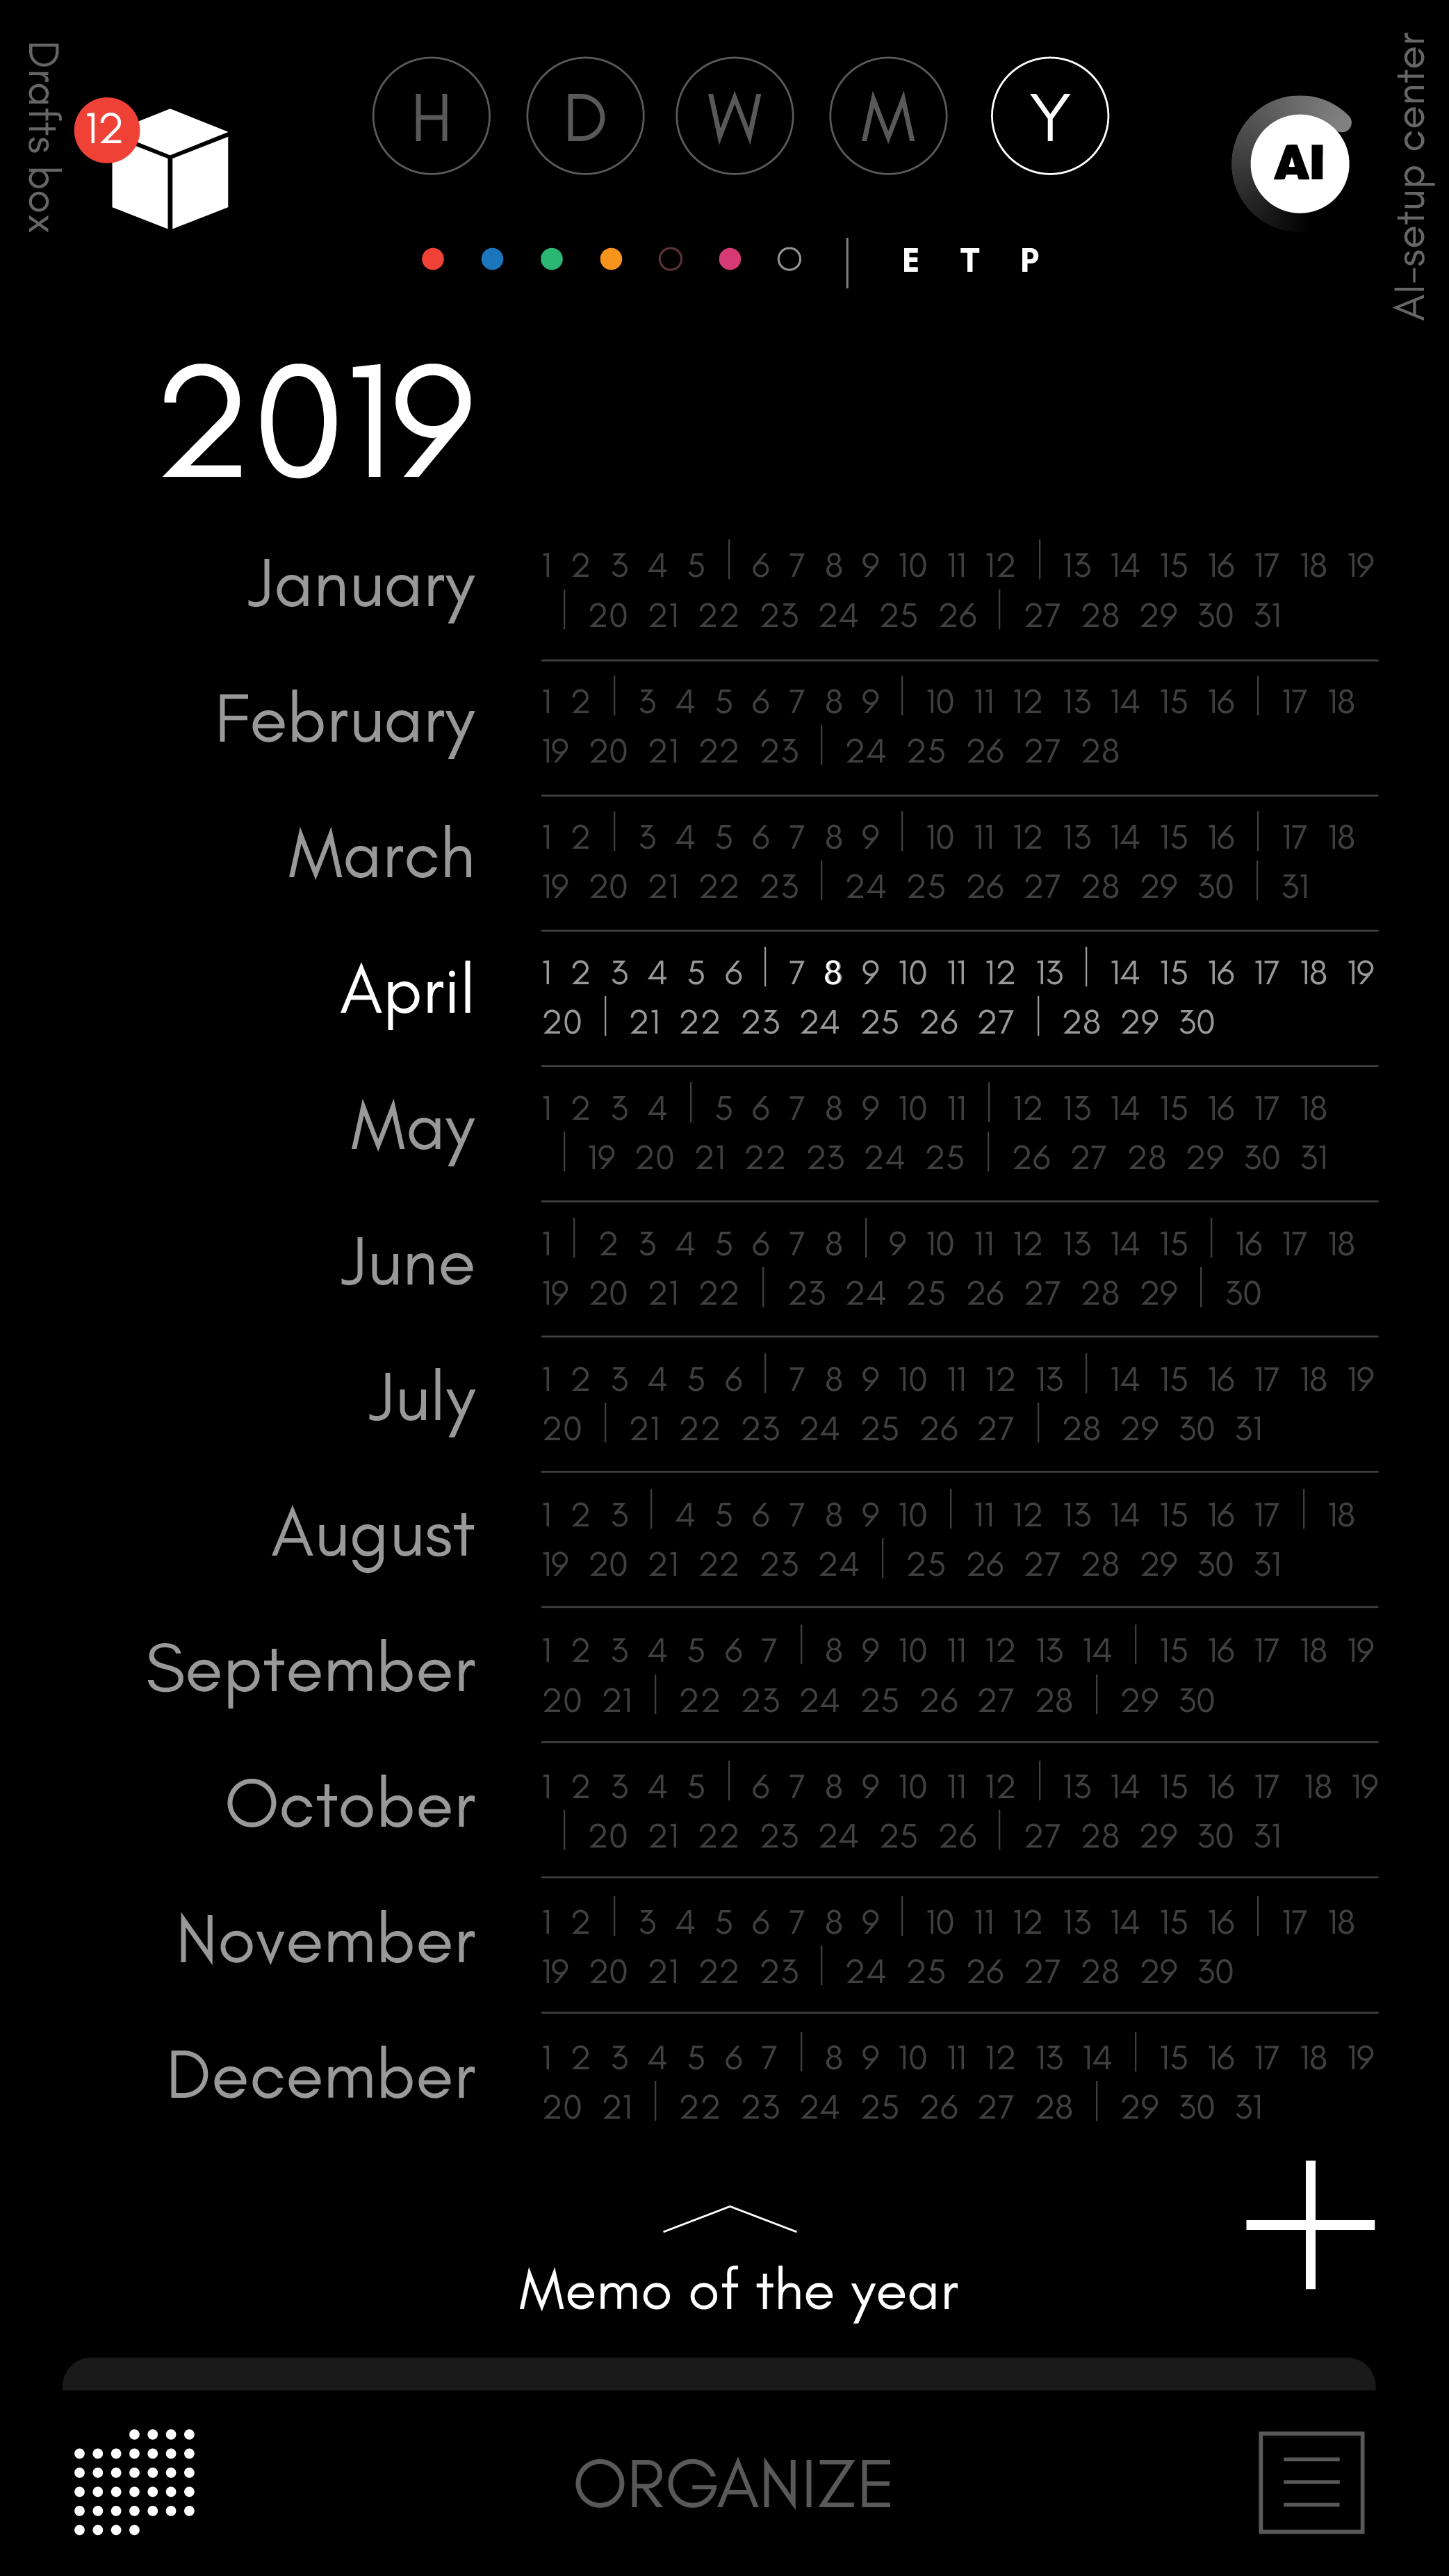 Drafts box
12
H D W M Y
AI
AI-setup center
E T P
2019
January
1 2 3 4 5 | 6 7 8 9 10 11 12 | 13 14 15 16 17 18 19
| 20 21 22 23 24 25 26 | 27 28 29 30 31
February
1 2 | 3 4 5 6 7 8 9 | 10 11 12 13 14 15 16 | 17 18
19 20 21 22 23 | 24 25 26 27 28
March
1 2 | 3 4 5 6 7 8 9 | 10 11 12 13 14 15 16 | 17 18
19 20 21 22 23 | 24 25 26 27 28 29 30 | 31
April
1 2 3 4 5 6 | 7 8 9 10 11 12 13 | 14 15 16 17 18 19
20 | 21 22 23 24 25 26 27 | 28 29 30
May
1 2 3 4 | 5 6 7 8 9 10 11 | 12 13 14 15 16 17 18
| 19 20 21 22 23 24 25 | 26 27 28 29 30 31
June
1 | 2 3 4 5 6 7 8 | 9 10 11 12 13 14 15 | 16 17 18
19 20 21 22 | 23 24 25 26 27 28 29 | 30
July
1 2 3 4 5 6 | 7 8 9 10 11 12 13 | 14 15 16 17 18 19
20 | 21 22 23 24 25 26 27 | 28 29 30 31
August
1 2 3 | 4 5 6 7 8 9 10 | 11 12 13 14 15 16 17 | 18
19 20 21 22 23 24 | 25 26 27 28 29 30 31
September
1 2 3 4 5 6 7 | 8 9 10 11 12 13 14 | 15 16 17 18 19
20 21 | 22 23 24 25 26 27 28 | 29 30
October
1 2 3 4 5 | 6 7 8 9 10 11 12 | 13 14 15 16 17 18 19
| 20 21 22 23 24 25 26 | 27 28 29 30 31
November
1 2 | 3 4 5 6 7 8 9 | 10 11 12 13 14 15 16 | 17 18
19 20 21 22 23 | 24 25 26 27 28 29 30
December
1 2 3 4 5 6 7 | 8 9 10 11 12 13 14 | 15 16 17 18 19
20 21 | 22 23 24 25 26 27 28 | 29 30 31
Memo of the year
ORGANIZE